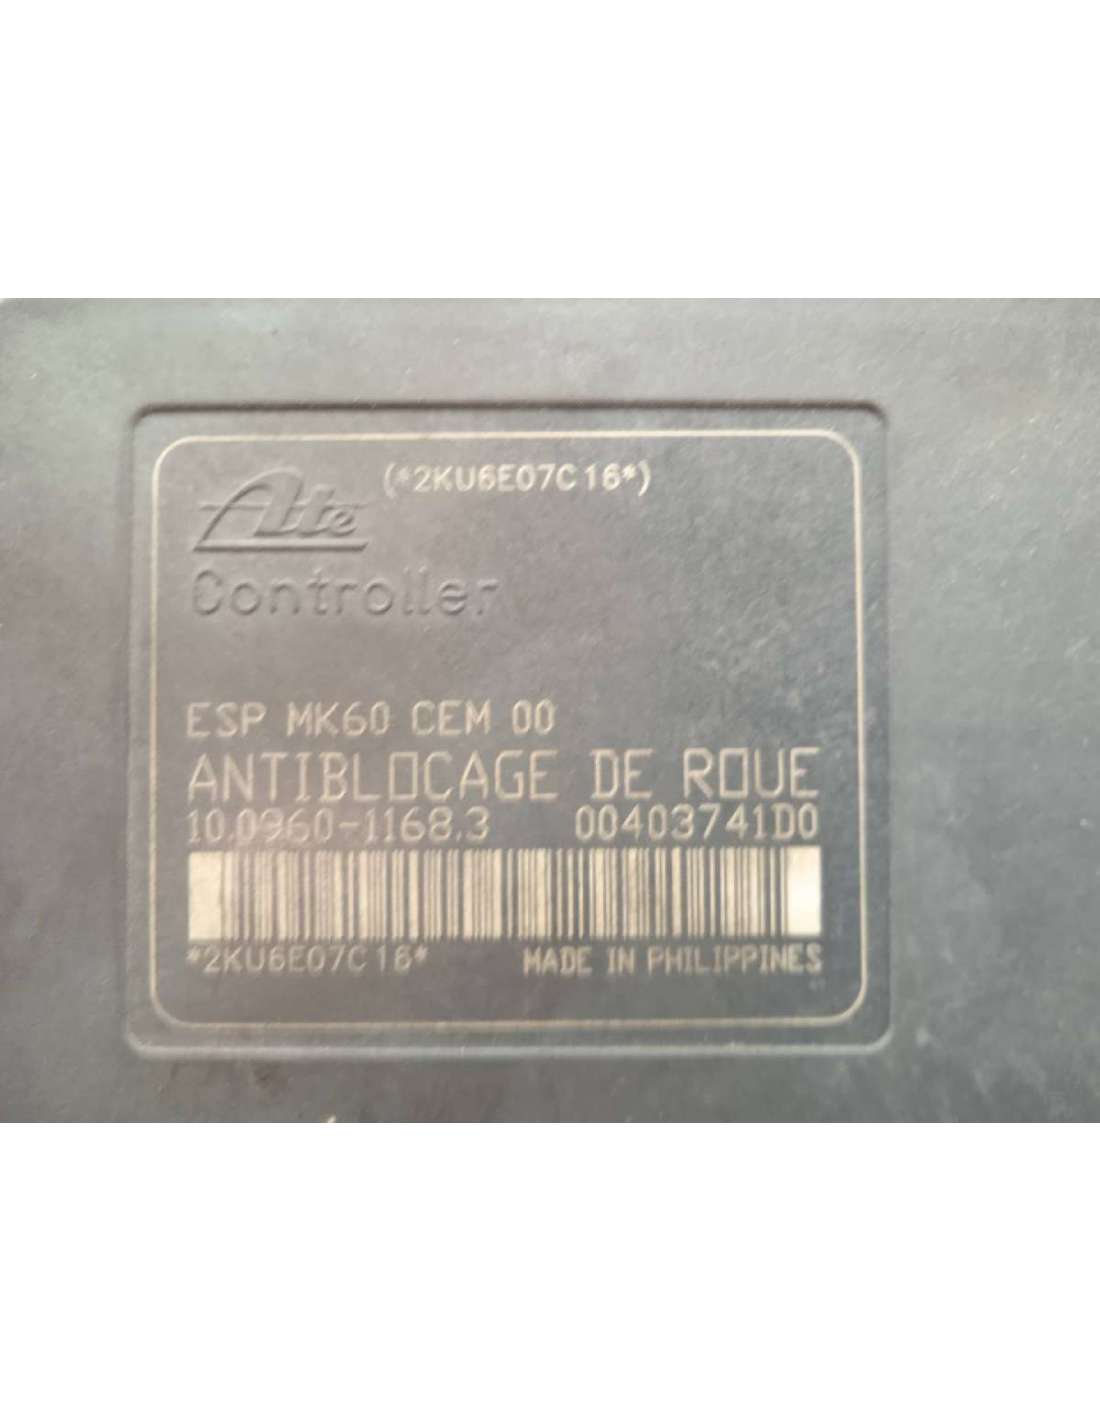 (*2KU6E07C16*)
Ate
Controller
ESP MK60 CEM 00
ANTIBLOCAGE DE ROUE
10.0960-1168.3 00403741D0
*2KU6E07C16* MADE IN PHILIPPINES